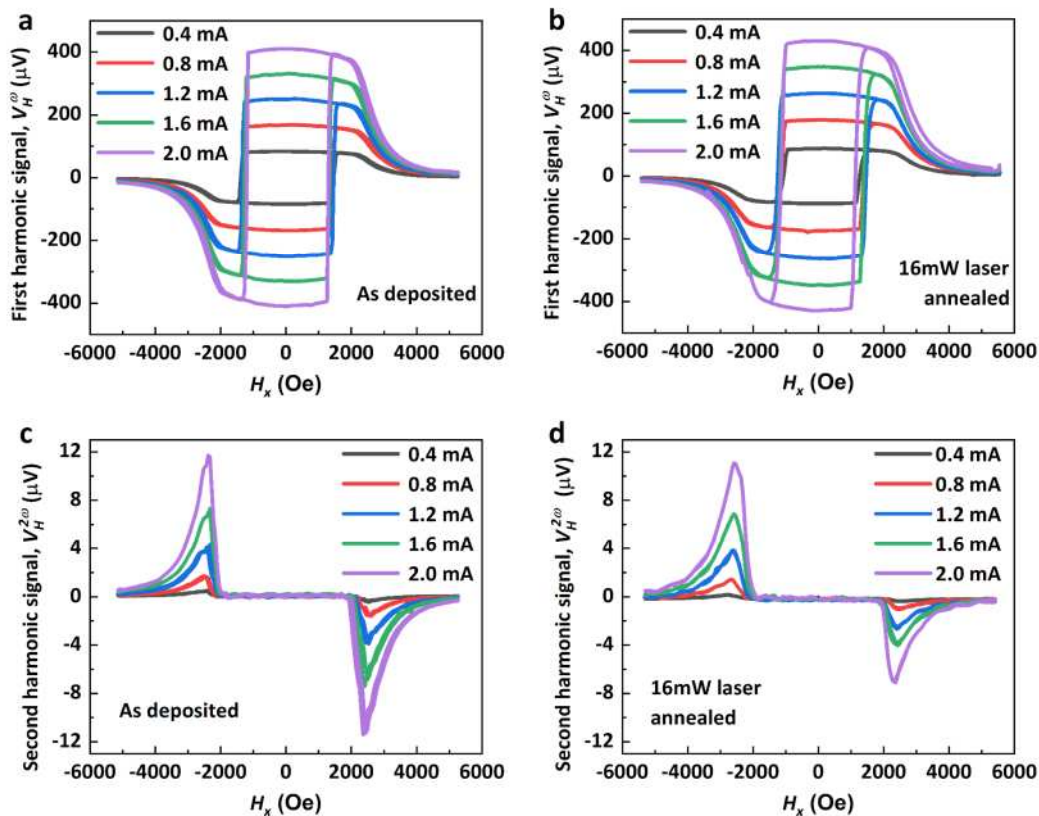 a
First harmonic signal, V_H^ω (μV)
400
200
0
-200
-400
0.4 mA
0.8 mA
1.2 mA
1.6 mA
2.0 mA
As deposited
-6000 -4000 -2000 0 2000 4000 6000
H_x (Oe)
b
First harmonic signal, V_H^ω (μV)
400
200
0
-200
-400
0.4 mA
0.8 mA
1.2 mA
1.6 mA
2.0 mA
16mW laser
annealed
-6000 -4000 -2000 0 2000 4000 6000
H_x (Oe)
c
Second harmonic signal, V_H^2ω (μV)
12
8
4
0
-4
-8
-12
0.4 mA
0.8 mA
1.2 mA
1.6 mA
2.0 mA
As deposited
-6000 -4000 -2000 0 2000 4000 6000
H_x (Oe)
d
Second harmonic signal, V_H^2ω (μV)
12
8
4
0
-4
-8
-12
0.4 mA
0.8 mA
1.2 mA
1.6 mA
2.0 mA
16mW laser
annealed
-6000 -4000 -2000 0 2000 4000 6000
H_x (Oe)